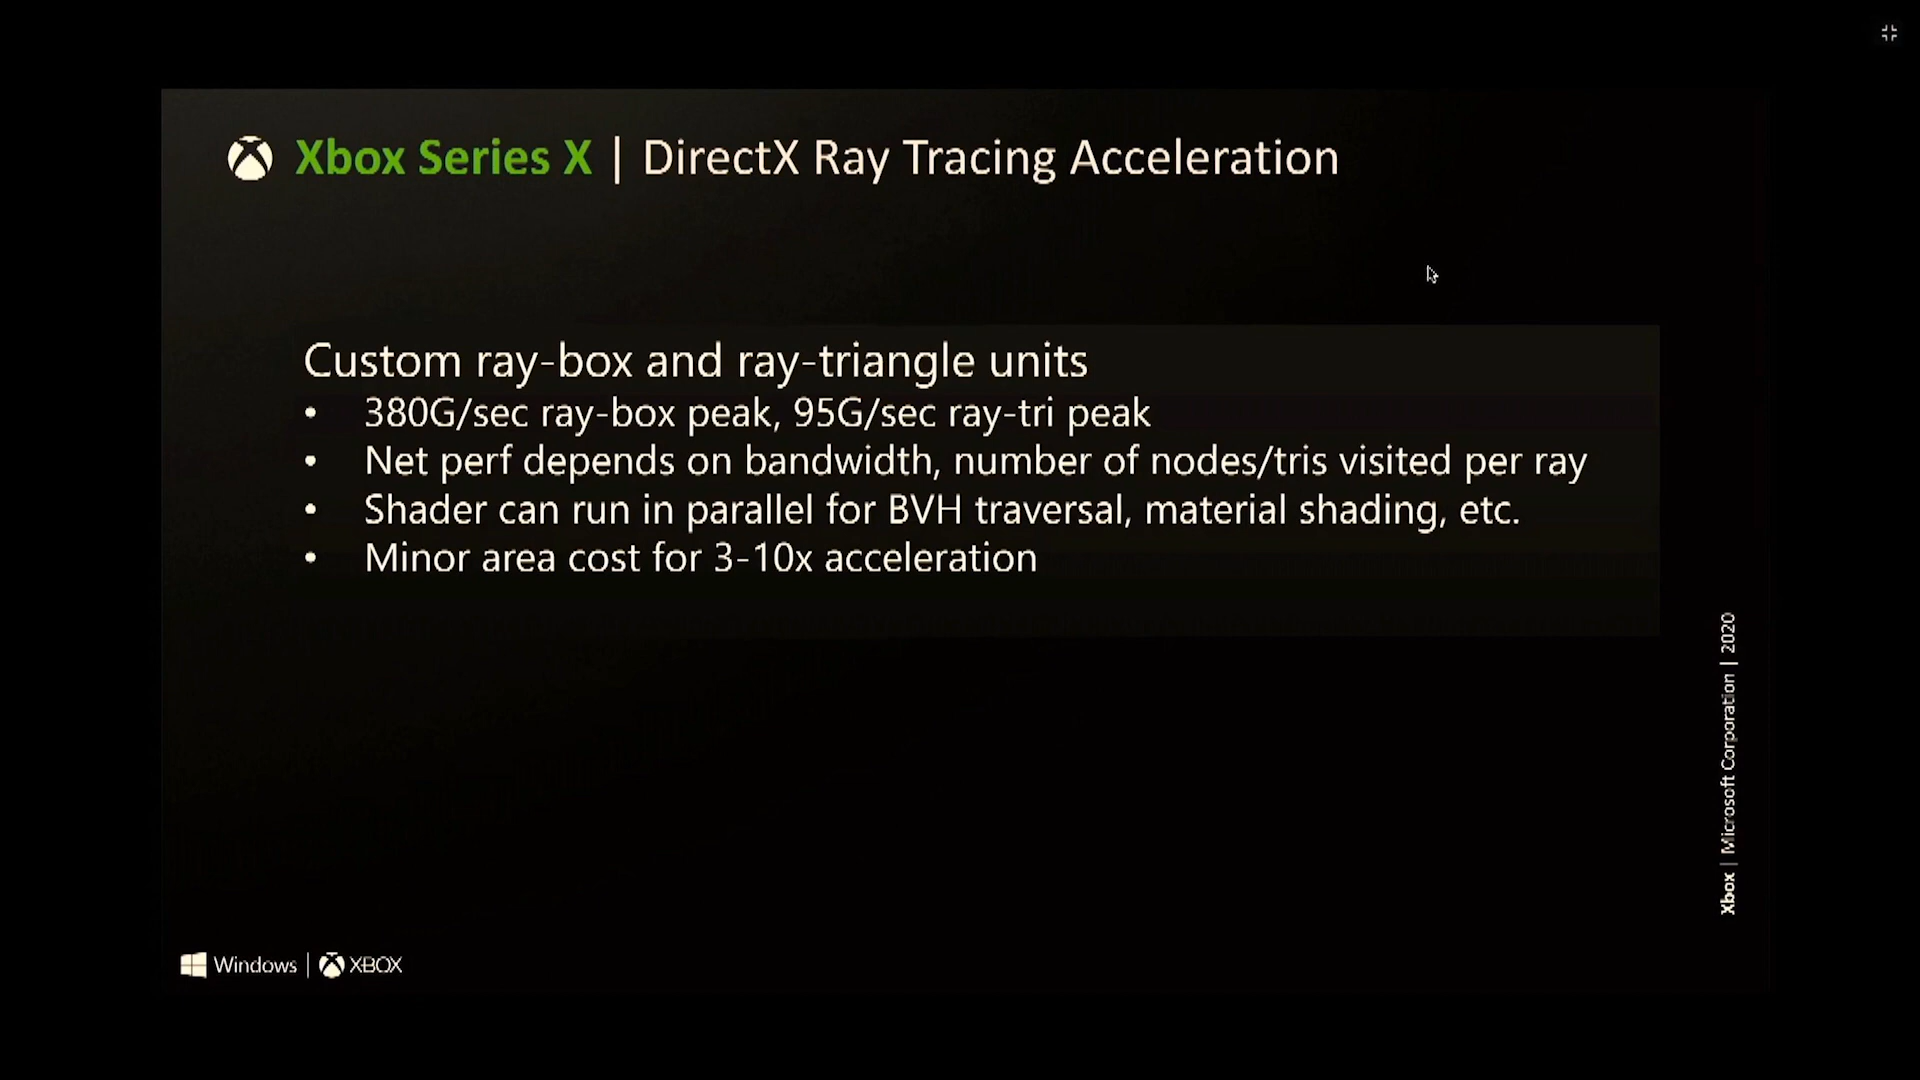 Xbox Series X | DirectX Ray Tracing Acceleration
Custom ray-box and ray-triangle units
• 380G/sec ray-box peak, 95G/sec ray-tri peak
• Net perf depends on bandwidth, number of nodes/tris visited per ray
• Shader can run in parallel for BVH traversal, material shading, etc.
• Minor area cost for 3-10x acceleration
Xbox | Microsoft Corporation | 2020
Windows | XBOX